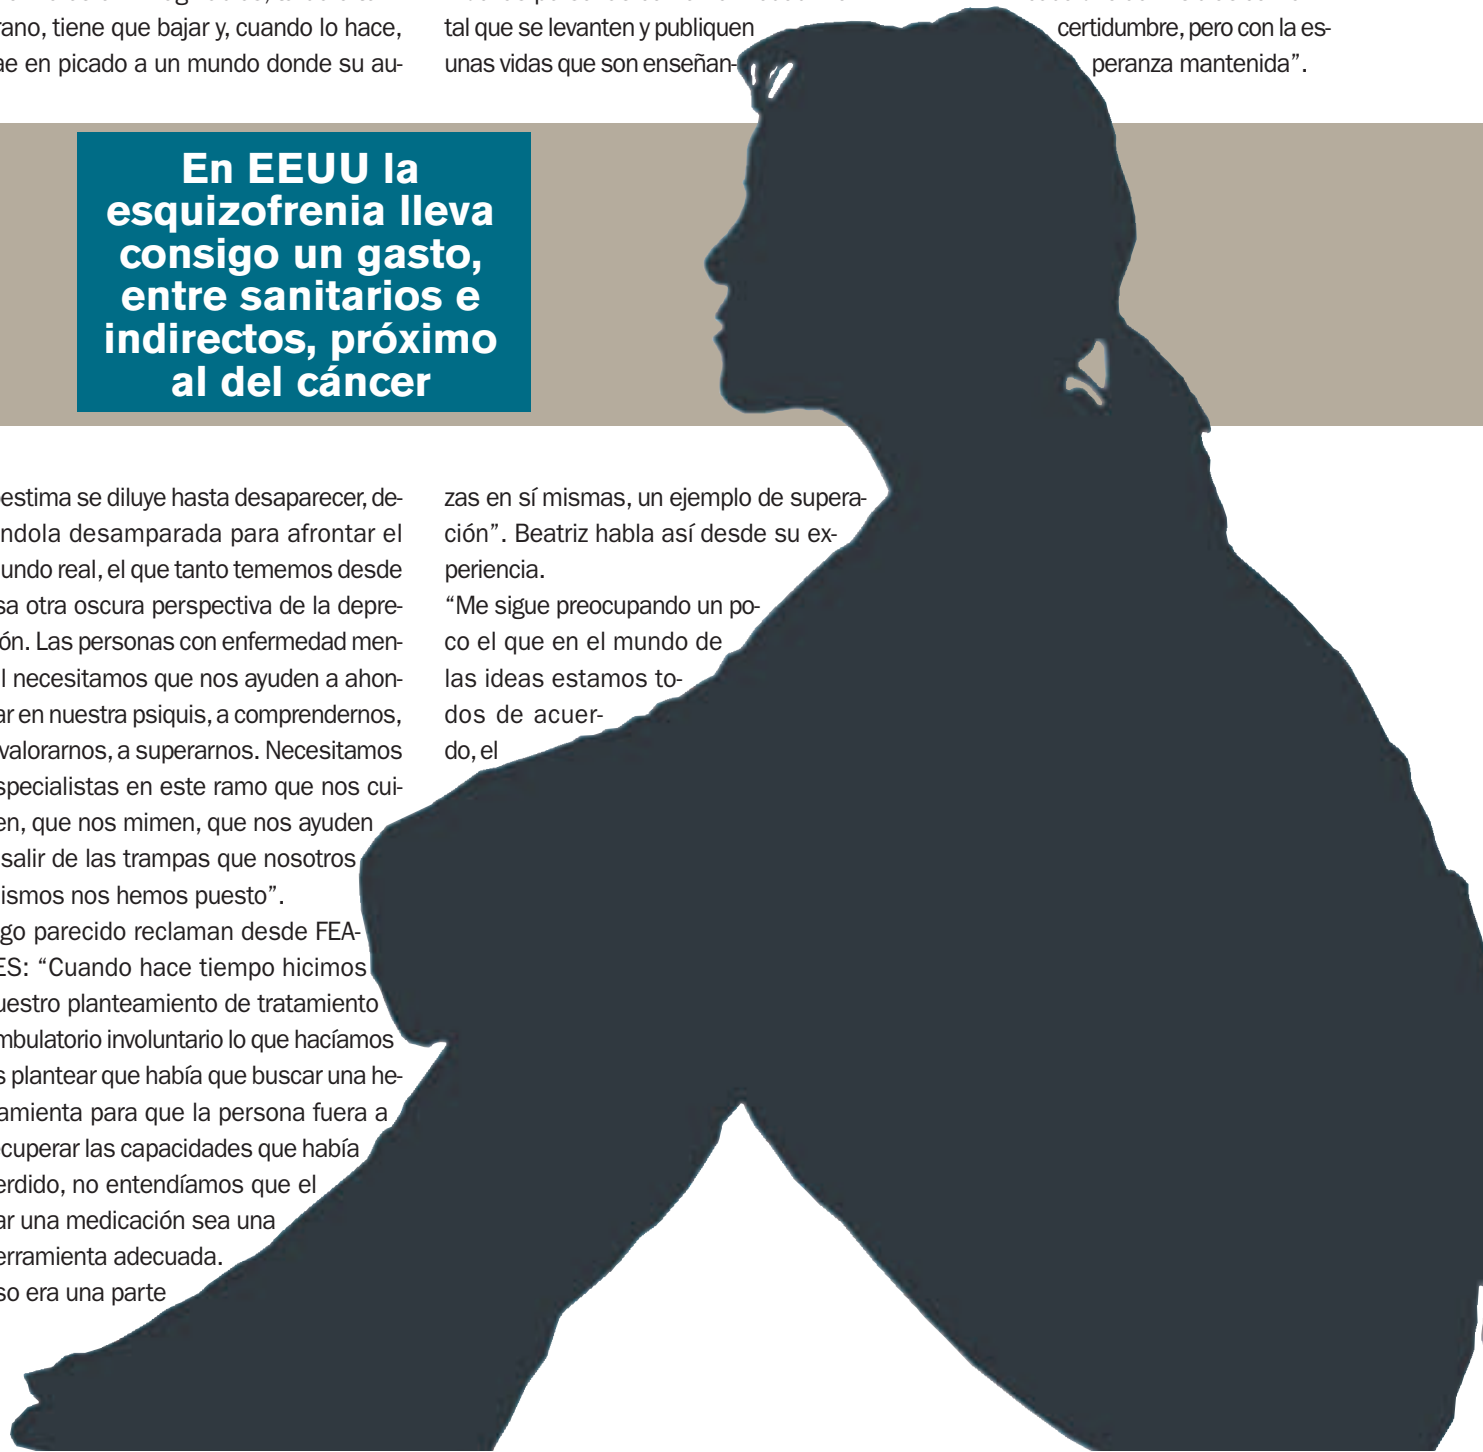 rano, tiene que bajar y, cuando lo hace,
ae en picado a un mundo donde su au-
En EEUU la
esquizofrenia lleva
consigo un gasto,
entre sanitarios e
indirectos, próximo
al del cáncer
estima se diluye hasta desaparecer, de-
ndola desamparada para afrontar el
undo real, el que tanto tememos desde
sa otra oscura perspectiva de la depre-
ón. Las personas con enfermedad men-
l necesitamos que nos ayuden a ahon-
ar en nuestra psiquis, a comprendernos,
valorarnos, a superarnos. Necesitamos
specialistas en este ramo que nos cui-
en, que nos mimen, que nos ayuden
salir de las trampas que nosotros
ismos nos hemos puesto”.
go parecido reclaman desde FEA-
ES: “Cuando hace tiempo hicimos
uestro planteamiento de tratamiento
mbulatorio involuntario lo que hacíamos
s plantear que había que buscar una he-
amienta para que la persona fuera a
cuperar las capacidades que había
erdido, no entendíamos que el
ar una medicación sea una
erramienta adecuada.
so era una parte
tal que se levanten y publiquen
unas vidas que son enseñan-
zas en sí mismas, un ejemplo de supera-
ción”. Beatriz habla así desde su ex-
periencia.
“Me sigue preocupando un po-
co el que en el mundo de
las ideas estamos to-
dos de acuer-
do, el
certidumbre, pero con la es-
peranza mantenida”.